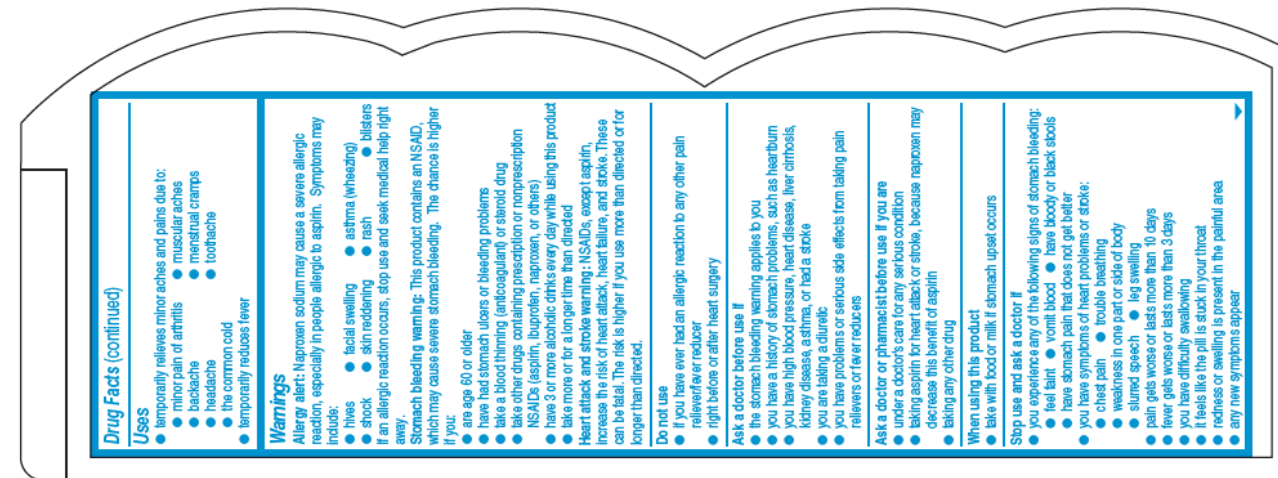 Drug Facts (continued)
Uses
● temporarily relieves minor aches and pains due to:
● minor pain of arthritis ● muscular aches
● backache ● menstrual cramps
● headache ● toothache
● the common cold
● temporarily reduces fever
Warnings
Allergy alert: Naproxen sodium may cause a severe allergic
reaction, especially in people allergic to aspirin. Symptoms may
include:
● hives ● facial swelling ● asthma (wheezing)
● shock ● skin reddening ● rash ● blisters
If an allergic reaction occurs, stop use and seek medical help right
away.
Stomach bleeding warning: This product contains an NSAID,
which may cause severe stomach bleeding. The chance is higher
if you:
● are age 60 or older
● have had stomach ulcers or bleeding problems
● take a blood thinning (anticoagulant) or steroid drug
● take other drugs containing prescription or nonprescription
NSAIDs (aspirin, ibuprofen, naproxen, or others)
● have 3 or more alcoholic drinks every day while using this product
● take more or for a longer time than directed
Heart attack and stroke warning: NSAIDs, except aspirin,
increase the risk of heart attack, heart failure, and stroke. These
can be fatal. The risk is higher if you use more than directed or for
longer than directed.
Do not use
● if you have ever had an allergic reaction to any other pain
reliever/fever reducer
● right before or after heart surgery
Ask a doctor before use if
● the stomach bleeding warning applies to you
● you have a history of stomach problems, such as heartburn
● you have high blood pressure, heart disease, liver cirrhosis,
kidney disease, asthma, or had a stroke
● you are taking a diuretic
● you have problems or serious side effects from taking pain
relievers or fever reducers
Ask a doctor or pharmacist before use if you are
● under a doctor's care for any serious condition
● taking aspirin for heart attack or stroke, because naproxen may
decrease this benefit of aspirin
● taking any other drug
When using this product
● take with food or milk if stomach upset occurs
Stop use and ask a doctor if
● you experience any of the following signs of stomach bleeding:
● feel faint ● vomit blood ● have bloody or black stools
● have stomach pain that does not get better
● you have symptoms of heart problems or stroke:
● chest pain ● trouble breathing
● weakness in one part or side of body
● slurred speech ● leg swelling
● pain gets worse or lasts more than 10 days
● fever gets worse or lasts more than 3 days
● you have difficulty swallowing
● it feels like the pill is stuck in your throat
● redness or swelling is present in the painful area
● any new symptoms appear